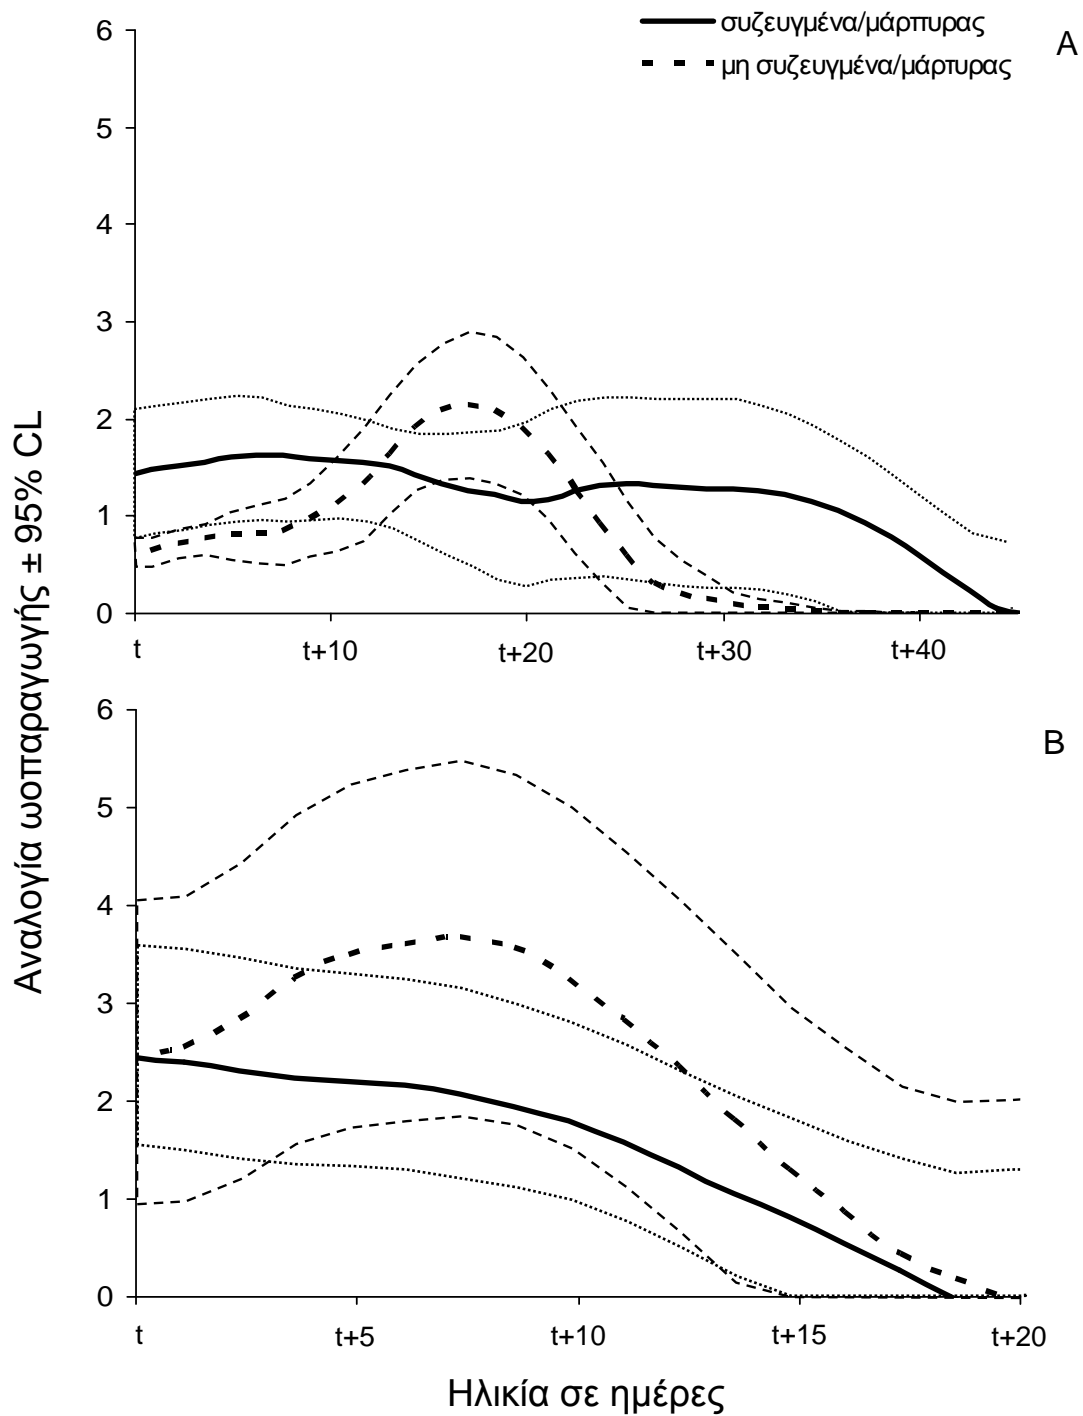 συζευγμένα/μάρτυρας
μη συζευγμένα/μάρτυρας
A
6
5
4
3
2
1
0
t
t+10
t+20
t+30
t+40
Αναλογία ωοπαραγωγής ± 95% CL
B
6
5
4
3
2
1
0
t
t+5
t+10
t+15
t+20
Ηλικία σε ημέρες